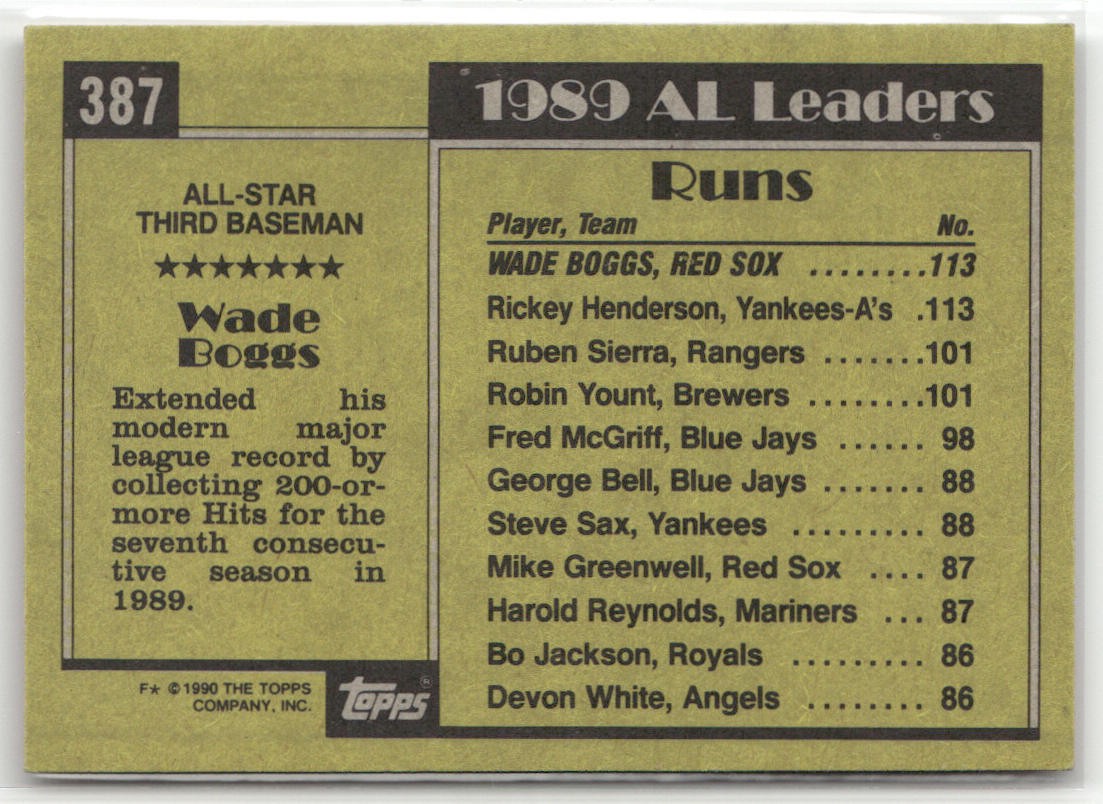 387
ALL-STAR
THIRD BASEMAN
★★★★★★★
Wade
Boggs
Extended his
modern major
league record by
collecting 200-or-
more Hits for the
seventh consecu-
tive season in
1989.
F★ ©1990 THE TOPPS
COMPANY, INC.
topps®
1989 AL Leaders
Runs
Player, Team No.
WADE BOGGS, RED SOX ........113
Rickey Henderson, Yankees-A's .113
Ruben Sierra, Rangers .......101
Robin Yount, Brewers ........101
Fred McGriff, Blue Jays ...... 98
George Bell, Blue Jays ....... 88
Steve Sax, Yankees ......... 88
Mike Greenwell, Red Sox .... 87
Harold Reynolds, Mariners ... 87
Bo Jackson, Royals ......... 86
Devon White, Angels ........ 86